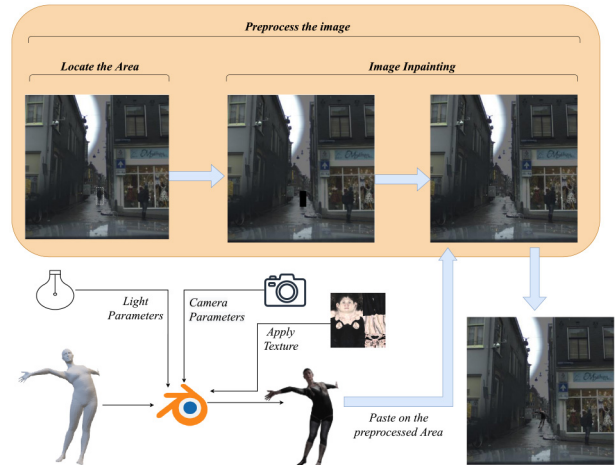 Preprocess the image
Locate the Area
Image Inpainting
Light
Parameters
Camera
Parameters
Apply
Texture
Paste on the
preprocessed Area